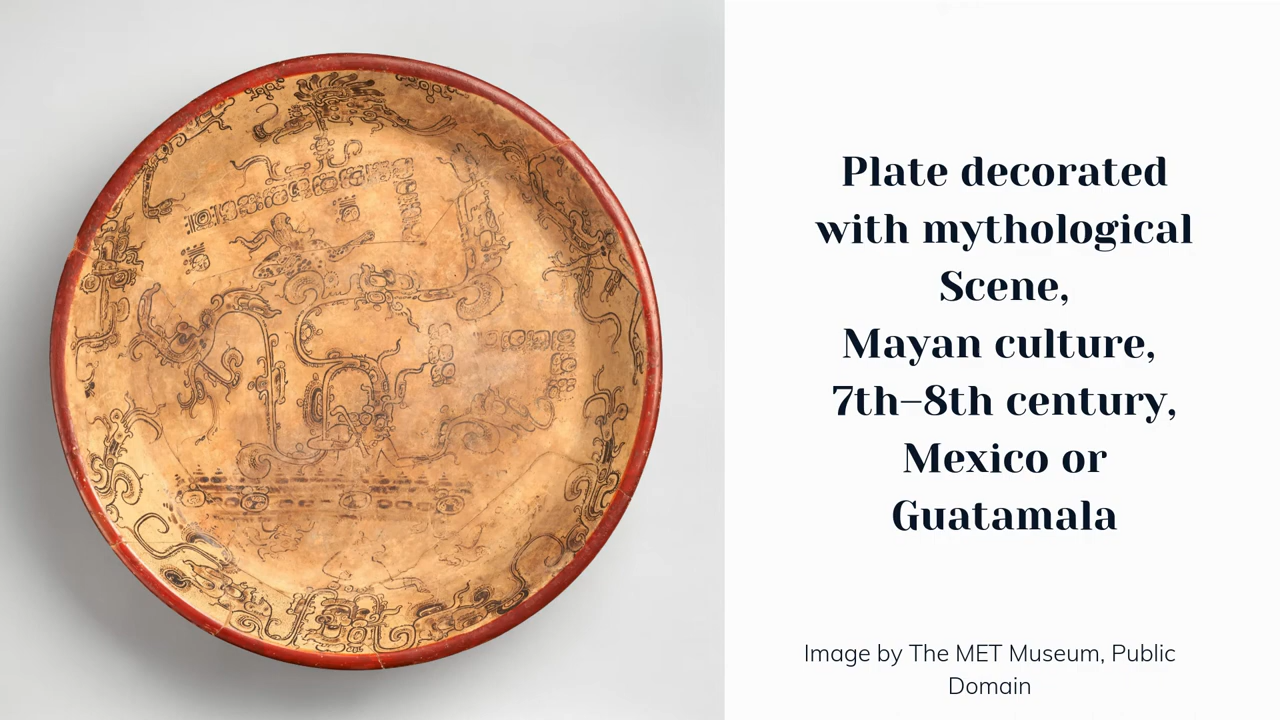 Plate decorated
with mythological
Scene,
Mayan culture,
7th–8th century,
Mexico or
Guatamala
Image by The MET Museum, Public
Domain